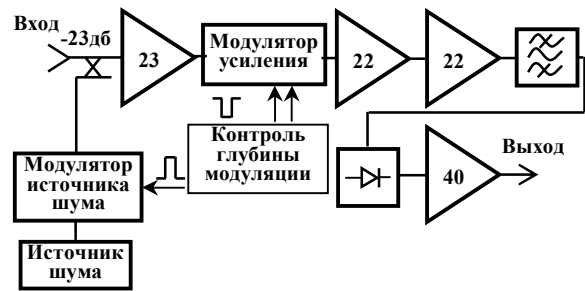 Вход
-23дб
23
Модулятор
усиления
22
22
Контроль
глубины
модуляции
Модулятор
источника
шума
40
Выход
Источник
шума